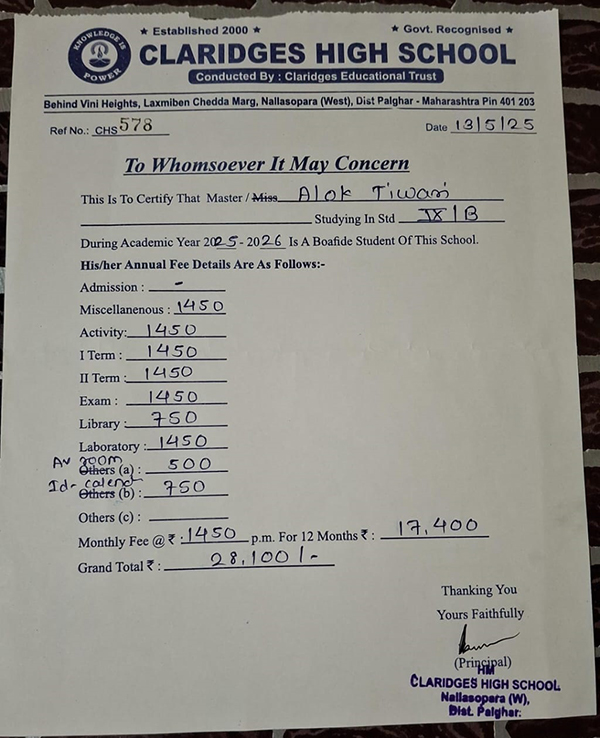 ★ Established 2000 ★ ★ Govt. Recognised ★
KNOWLEDGE IS POWER
CLARIDGES HIGH SCHOOL
Conducted By : Claridges Educational Trust
Behind Vini Heights, Laxmiben Chedda Marg, Nallasopara (West), Dist Palghar - Maharashtra Pin 401 203
Ref No.: CHS 578 Date 13/5/25
To Whomsoever It May Concern
This Is To Certify That Master / Miss Alok Tiwari
Studying In Std IX/B
During Academic Year 2025-2026 Is A Boafide Student Of This School.
His/her Annual Fee Details Are As Follows:-
Admission : -
Miscellanenous : 1450
Activity: 1450
I Term : 1450
II Term : 1450
Exam : 1450
Library : 750
Laboratory : 1450
AV room
Others (a) : 500
Id-calend
Others (b) : 750
Others (c) :
Monthly Fee @ ₹ : 1450 p.m. For 12 Months ₹ : 17,400
Grand Total ₹ : 28,100/-
Thanking You
Yours Faithfully
(Principal)
HM
CLARIDGES HIGH SCHOOL
Nallasopara (W),
Dist. Palghar.